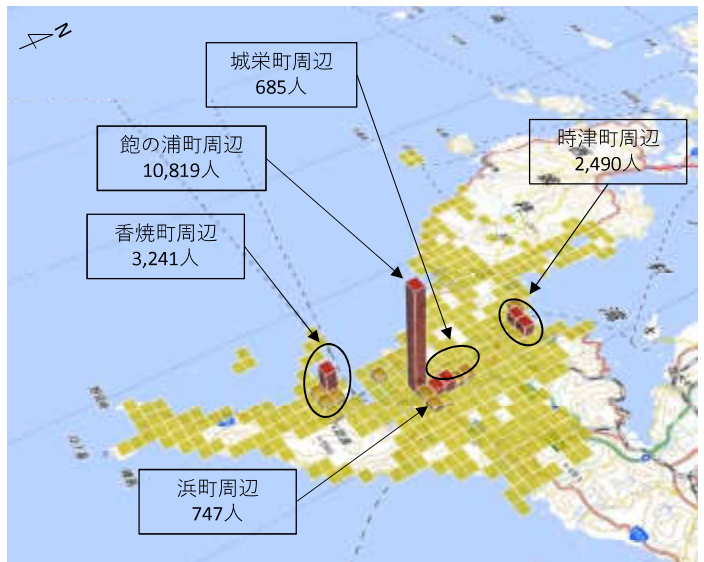 N
城栄町周辺
685人
飽の浦町周辺
10,819人
時津町周辺
2,490人
香焼町周辺
3,241人
浜町周辺
747人